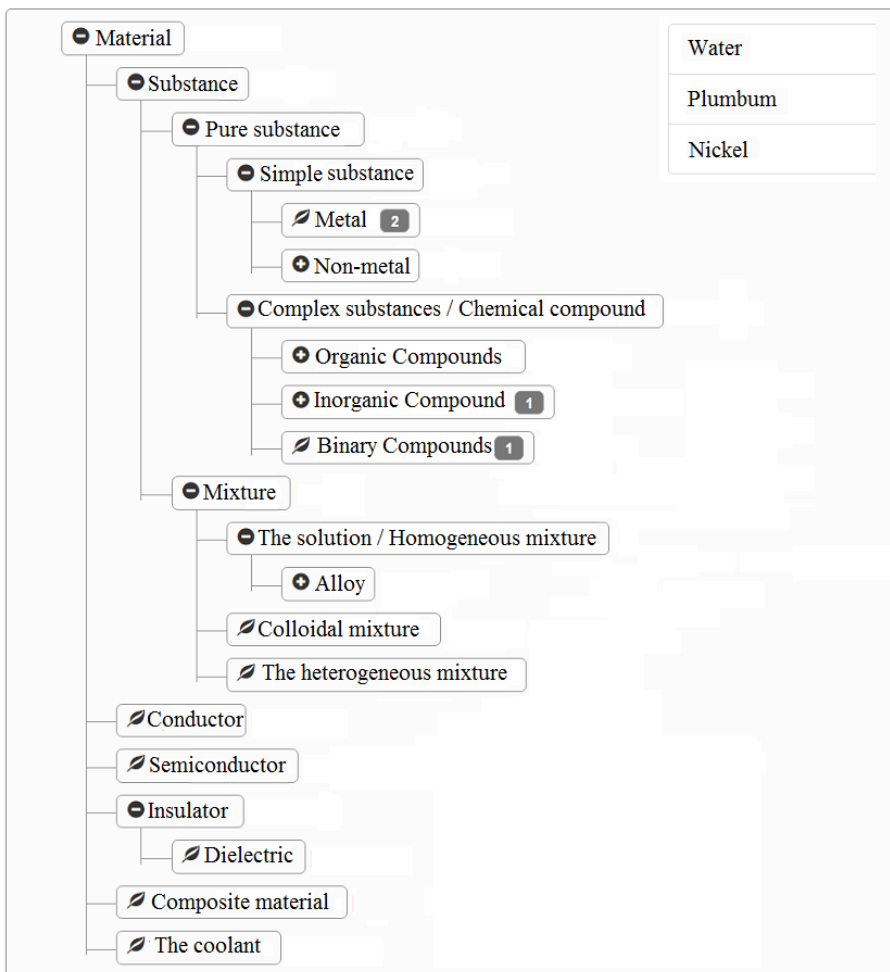 Material
Substance
Pure substance
Simple substance
Metal 2
Non-metal
Complex substances / Chemical compound
Organic Compounds
Inorganic Compound 1
Binary Compounds 1
Mixture
The solution / Homogeneous mixture
Alloy
Colloidal mixture
The heterogeneous mixture
Conductor
Semiconductor
Insulator
Dielectric
Composite material
The coolant
Water
Plumbum
Nickel